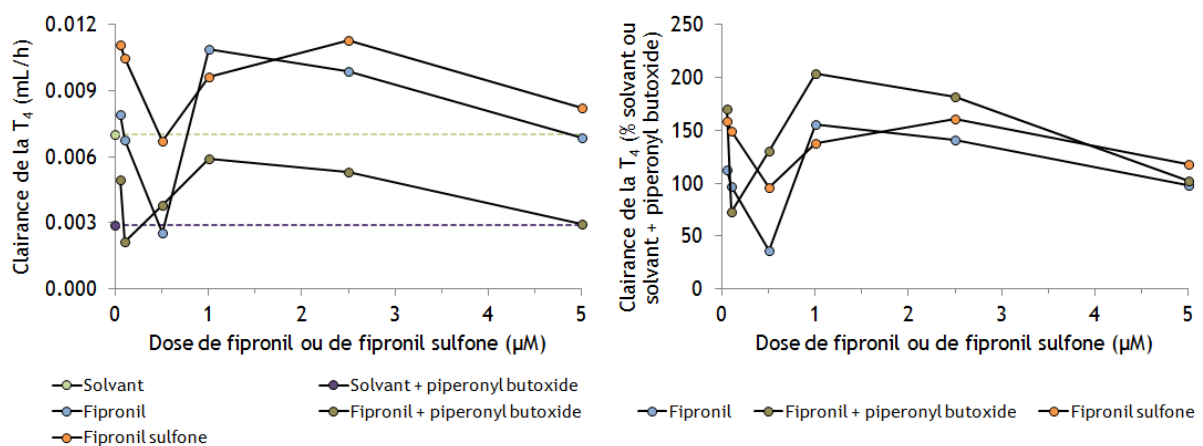 Clairance de la T4 (mL/h)
0.012
0.009
0.006
0.003
0.000
0 1 2 3 4 5
Dose de fipronil ou de fipronil sulfone (µM)
Solvant
Solvant + piperonyl butoxide
Fipronil
Fipronil + piperonyl butoxide
Fipronil sulfone
Clairance de la T4 (% solvant ou
solvant + piperonyl butoxide)
250
200
150
100
50
0
0 1 2 3 4 5
Dose de fipronil ou de fipronil sulfone (µM)
Fipronil
Fipronil + piperonyl butoxide
Fipronil sulfone